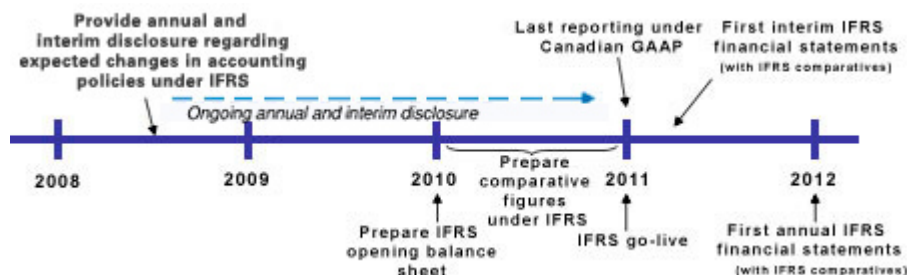 Provide annual and
interim disclosure regarding
expected changes in accounting
policies under IFRS
Last reporting under
Canadian GAAP
First interim IFRS
financial statements
(with IFRS comparatives)
Ongoing annual and interim disclosure
2008
2009
2010
Prepare
comparative
figures
under IFRS
2011
2012
Prepare IFRS
opening balance
sheet
IFRS go-live
First annual IFRS
financial statements
(with IFRS comparatives)